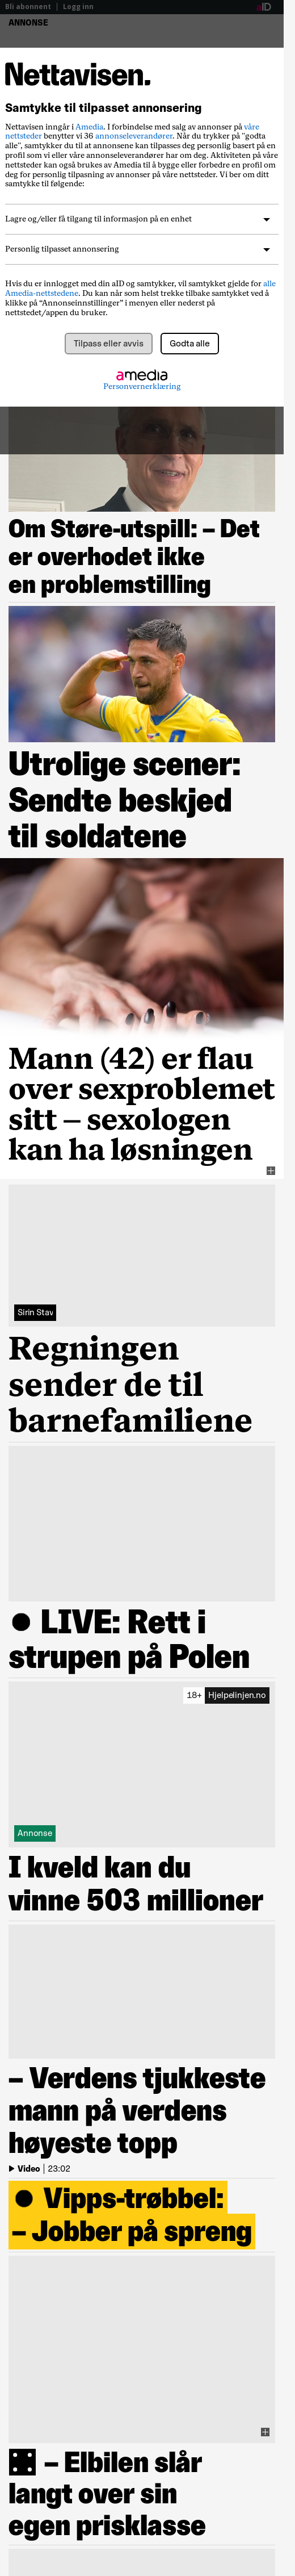 Bli abonnent | Logg inn
aID
ANNONSE
Nettavisen.
Samtykke til tilpasset annonsering
Nettavisen inngår i Amedia. I forbindelse med salg av annonser på våre
nettsteder benytter vi 36 annonseleverandører. Når du trykker på "godta
alle", samtykker du til at annonsene kan tilpasses deg personlig basert på en
profil som vi eller våre annonseleverandører har om deg. Aktiviteten på våre
nettsteder kan også brukes av Amedia til å bygge eller forbedre en profil om
deg for personlig tilpasning av annonser på våre nettsteder. Vi ber om ditt
samtykke til følgende:
Lagre og/eller få tilgang til informasjon på en enhet
Personlig tilpasset annonsering
Hvis du er innlogget med din aID og samtykker, vil samtykket gjelde for alle
Amedia-nettstedene. Du kan når som helst trekke tilbake samtykket ved å
klikke på “Annonseinnstillinger” i menyen eller nederst på
nettstedet/appen du bruker.
Tilpass eller avvis
Godta alle
amedia
Personvernerklæring
Om Støre-utspill: – Det
er overhodet ikke
en problemstilling
Utrolige scener:
Sendte beskjed
til soldatene
Mann (42) er flau
over sexproblemet
sitt – sexologen
kan ha løsningen
Sirin Stav
Regningen
sender de til
barnefamiliene
● LIVE: Rett i
strupen på Polen
18+ Hjelpelinjen.no
Annonse
I kveld kan du
vinne 503 millioner
– Verdens tjukkeste
mann på verdens
høyeste topp
Video | 23:02
● Vipps-trøbbel:
– Jobber på spreng
– Elbilen slår
langt over sin
egen prisklasse